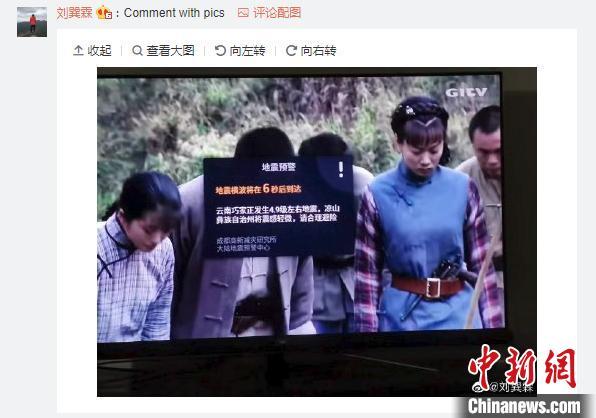 刘巽霖 : Comment with pics 评论配图
收起 查看大图 向左转 向右转
GITV
地震预警
!
地震横波将在6秒后到达
云南巧家正发生4.9级左右地震，凉山
彝族自治州将震感轻微，请合理避险
成都高新减灾研究所
大陆地震预警中心
@刘巽霖
中新网
Chinanews.com